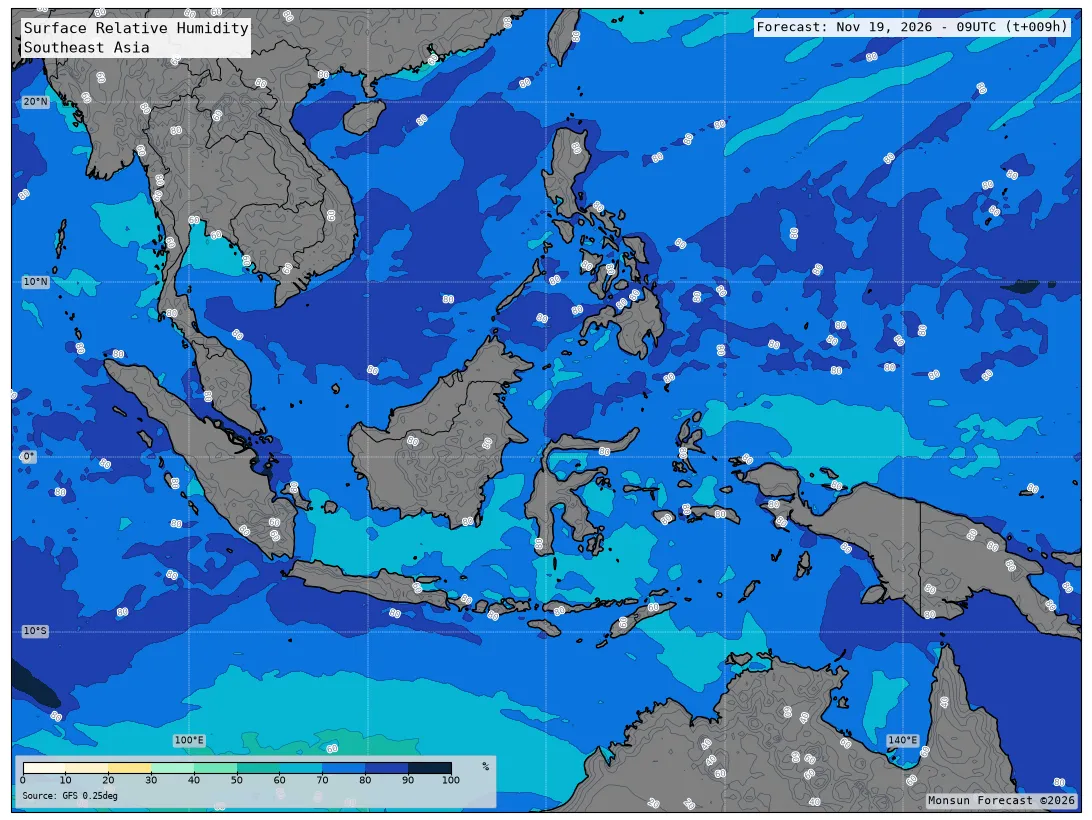 Surface Relative Humidity
Southeast Asia
Forecast: Nov 19, 2026 - 09UTC (t+009h)
20°N
10°N
0°
10°S
100°E
140°E
0 10 20 30 40 50 60 70 80 90 100
%
Source: GFS 0.25deg
Monsun Forecast ©2026